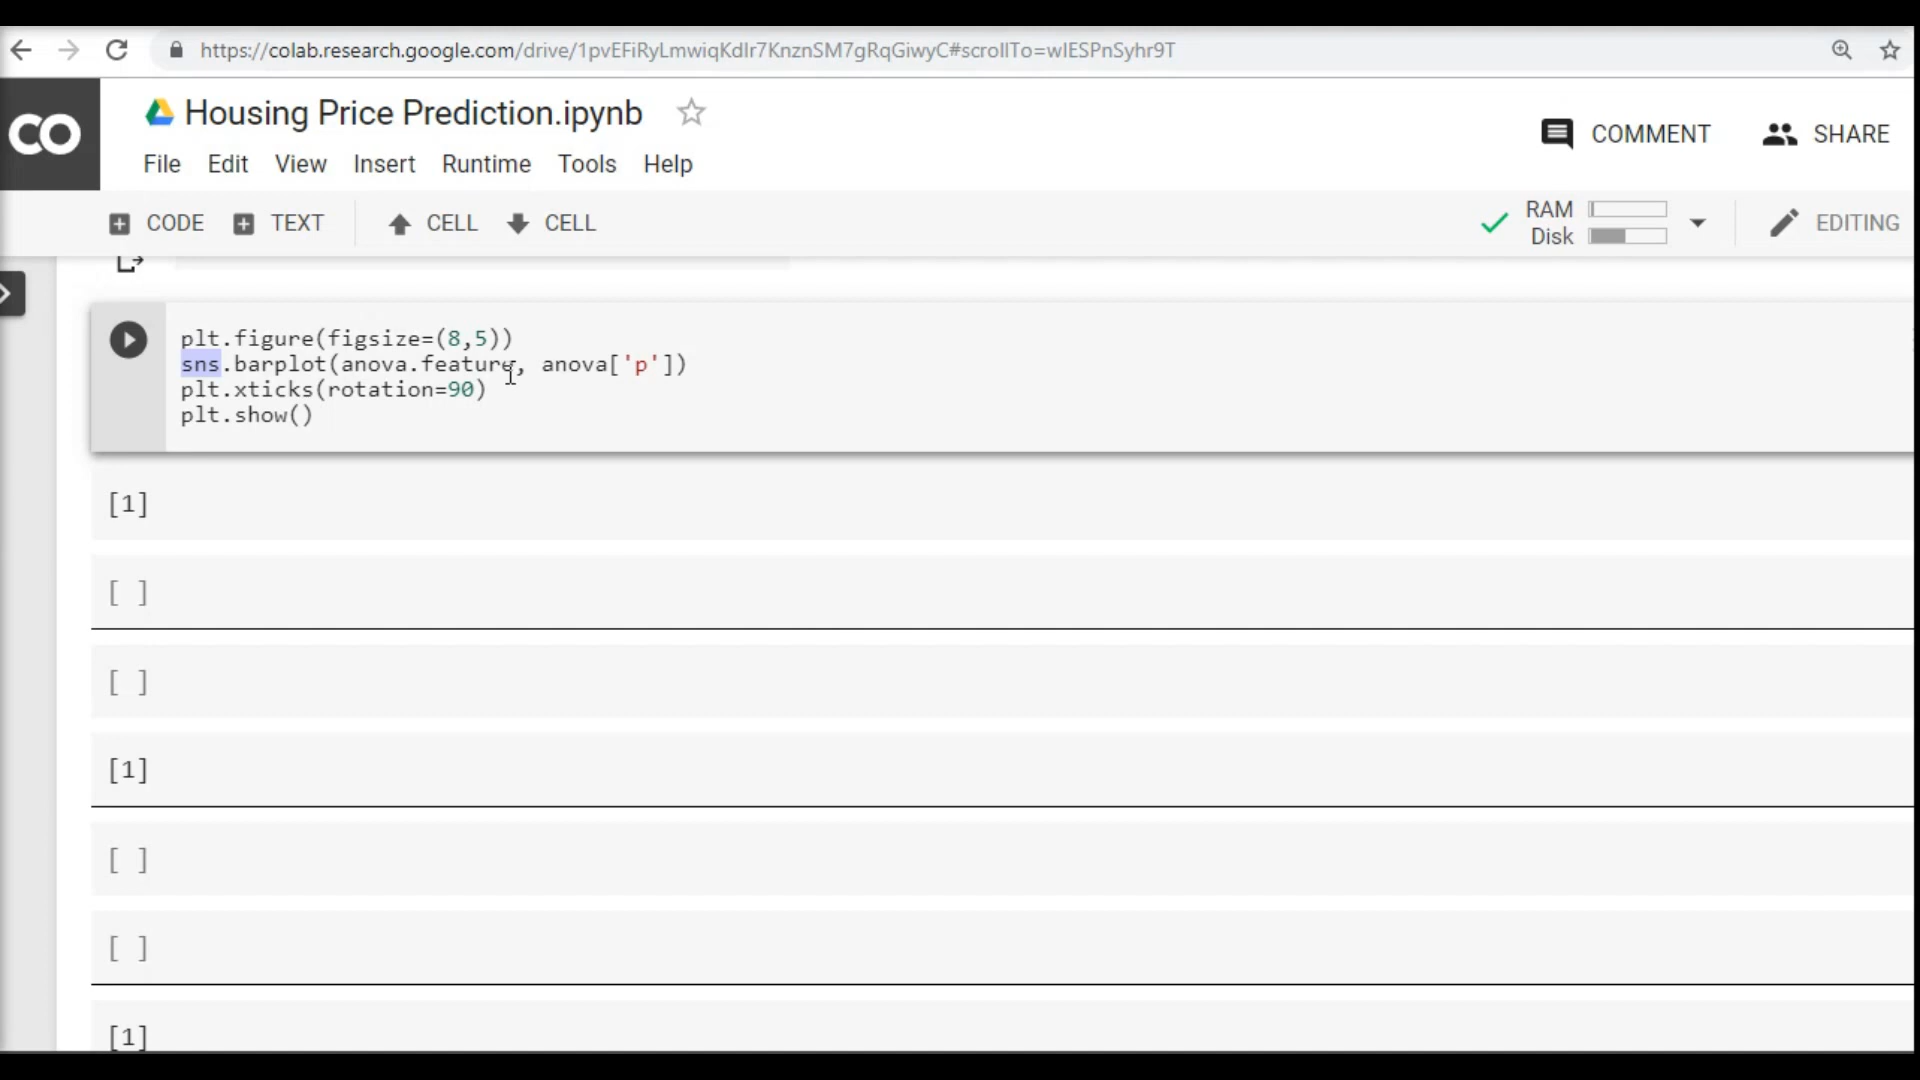 https://colab.research.google.com/drive/1pvEFiRyLmwiqKdIr7KnznSM7gRqGiwyC#scrollTo=wIESPnSyhr9T
CO
Housing Price Prediction.ipynb
COMMENT SHARE
File Edit View Insert Runtime Tools Help
CODE TEXT CELL CELL
RAM
Disk
EDITING
plt.figure(figsize=(8,5))
sns.barplot(anova.feature, anova['p'])
plt.xticks(rotation=90)
plt.show()
[1]
[ ]
[ ]
[1]
[ ]
[ ]
[1]